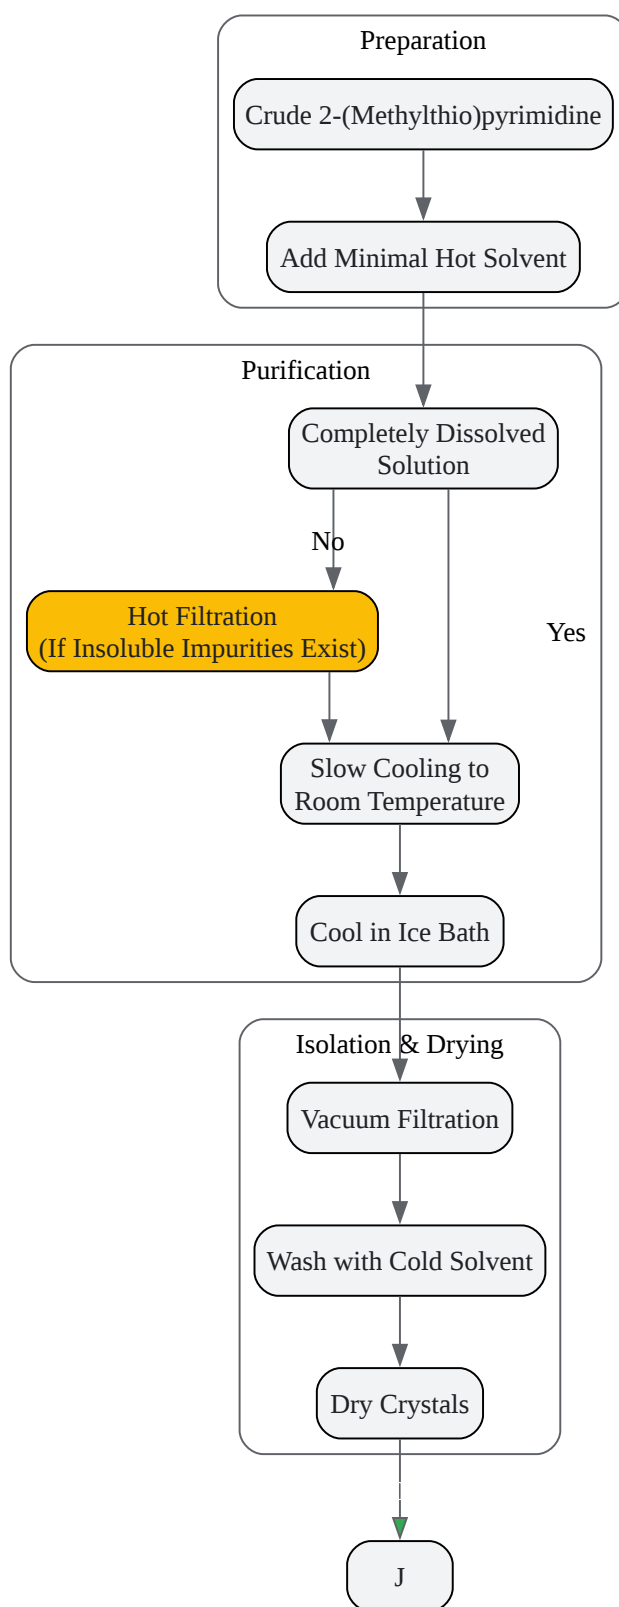 Preparation
Crude 2-(Methylthio)pyrimidine
Add Minimal Hot Solvent
Purification
Completely Dissolved
Solution
No
Hot Filtration
(If Insoluble Impurities Exist)
Yes
Slow Cooling to
Room Temperature
Cool in Ice Bath
Isolation & Drying
Vacuum Filtration
Wash with Cold Solvent
Dry Crystals
J